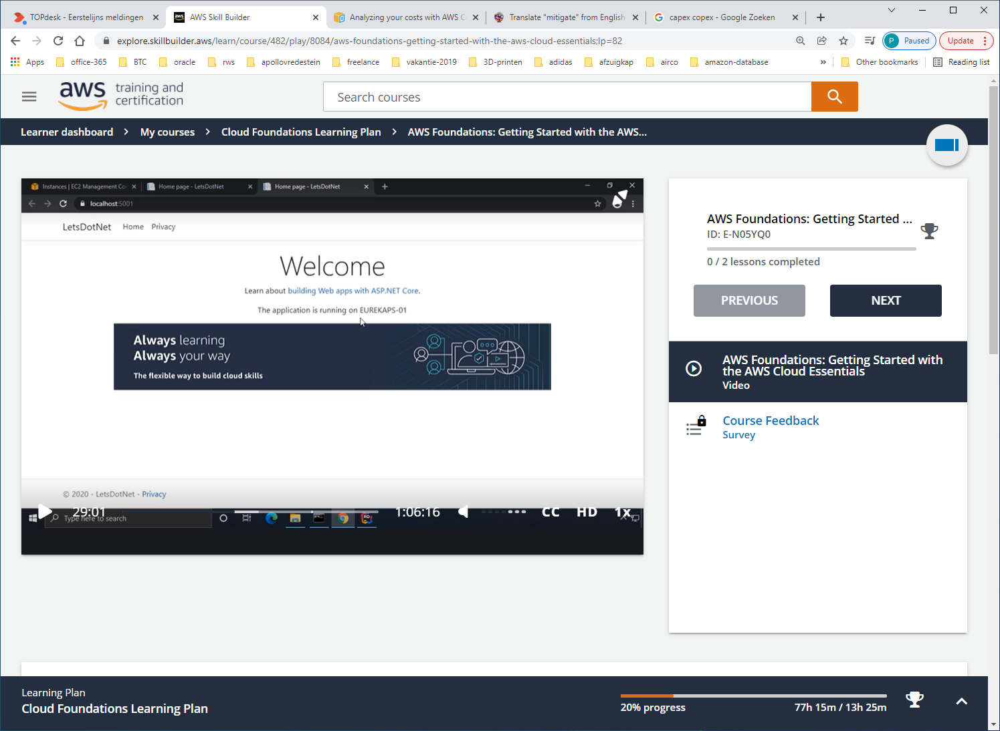 TOPdesk - Eerstelijns meldingen
AWS Skill Builder
Analyzing your costs with AWS C
Translate "mitigate" from English
capex copex - Google Zoeken
explore.skillbuilder.aws/learn/course/482/play/8084/aws-foundations-getting-started-with-the-aws-cloud-essentials;lp=82
P Paused
Update
Apps
office-365
BTC
oracle
rws
apollovredestein
freelance
vakantie-2019
3D-printen
adidas
afzuigkap
airco
amazon-database
»
Other bookmarks
Reading list
aws training and certification
Search courses
Learner dashboard > My courses > Cloud Foundations Learning Plan > AWS Foundations: Getting Started with the AWS...
Instances | EC2 Management Co
Home page - LetsDotNet
Home page - LetsDotNet
localhost:5001
LetsDotNet Home Privacy
Welcome
Learn about building Web apps with ASP.NET Core.
The application is running on EUREKAPS-01
Always learning
Always your way
The flexible way to build cloud skills
© 2020 - LetsDotNet - Privacy
Type here to search
29:01
1:06:16
CC
HD
1x
AWS Foundations: Getting Started ...
ID: E-N05YQ0
0 / 2 lessons completed
PREVIOUS
NEXT
AWS Foundations: Getting Started with
the AWS Cloud Essentials
Video
Course Feedback
Survey
Learning Plan
Cloud Foundations Learning Plan
20% progress
77h 15m / 13h 25m